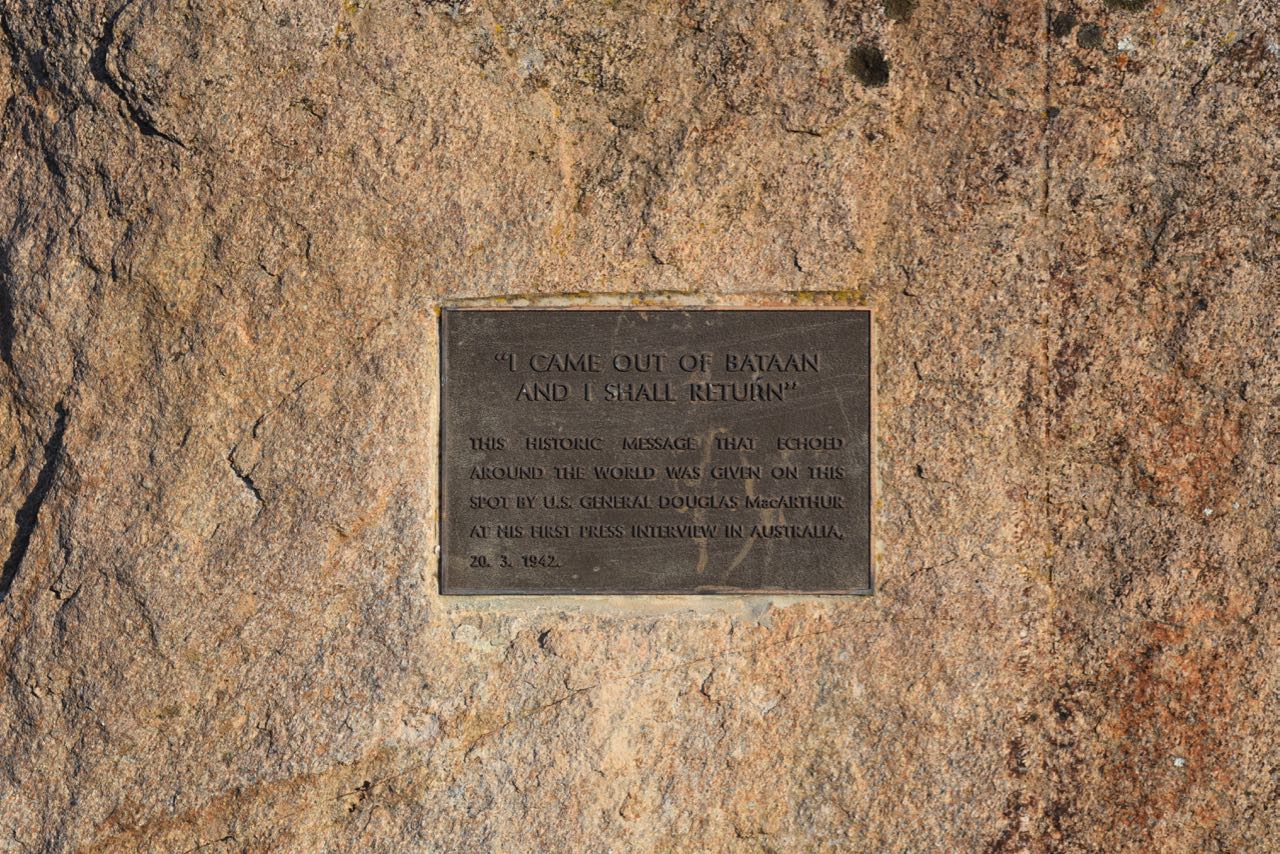 “I CAME OUT OF BATAAN
AND I SHALL RETURN”
THIS HISTORIC MESSAGE THAT ECHOED
AROUND THE WORLD WAS GIVEN ON THIS
SPOT BY U.S. GENERAL DOUGLAS MacARTHUR
AT HIS FIRST PRESS INTERVIEW IN AUSTRALIA,
20. 3. 1942.